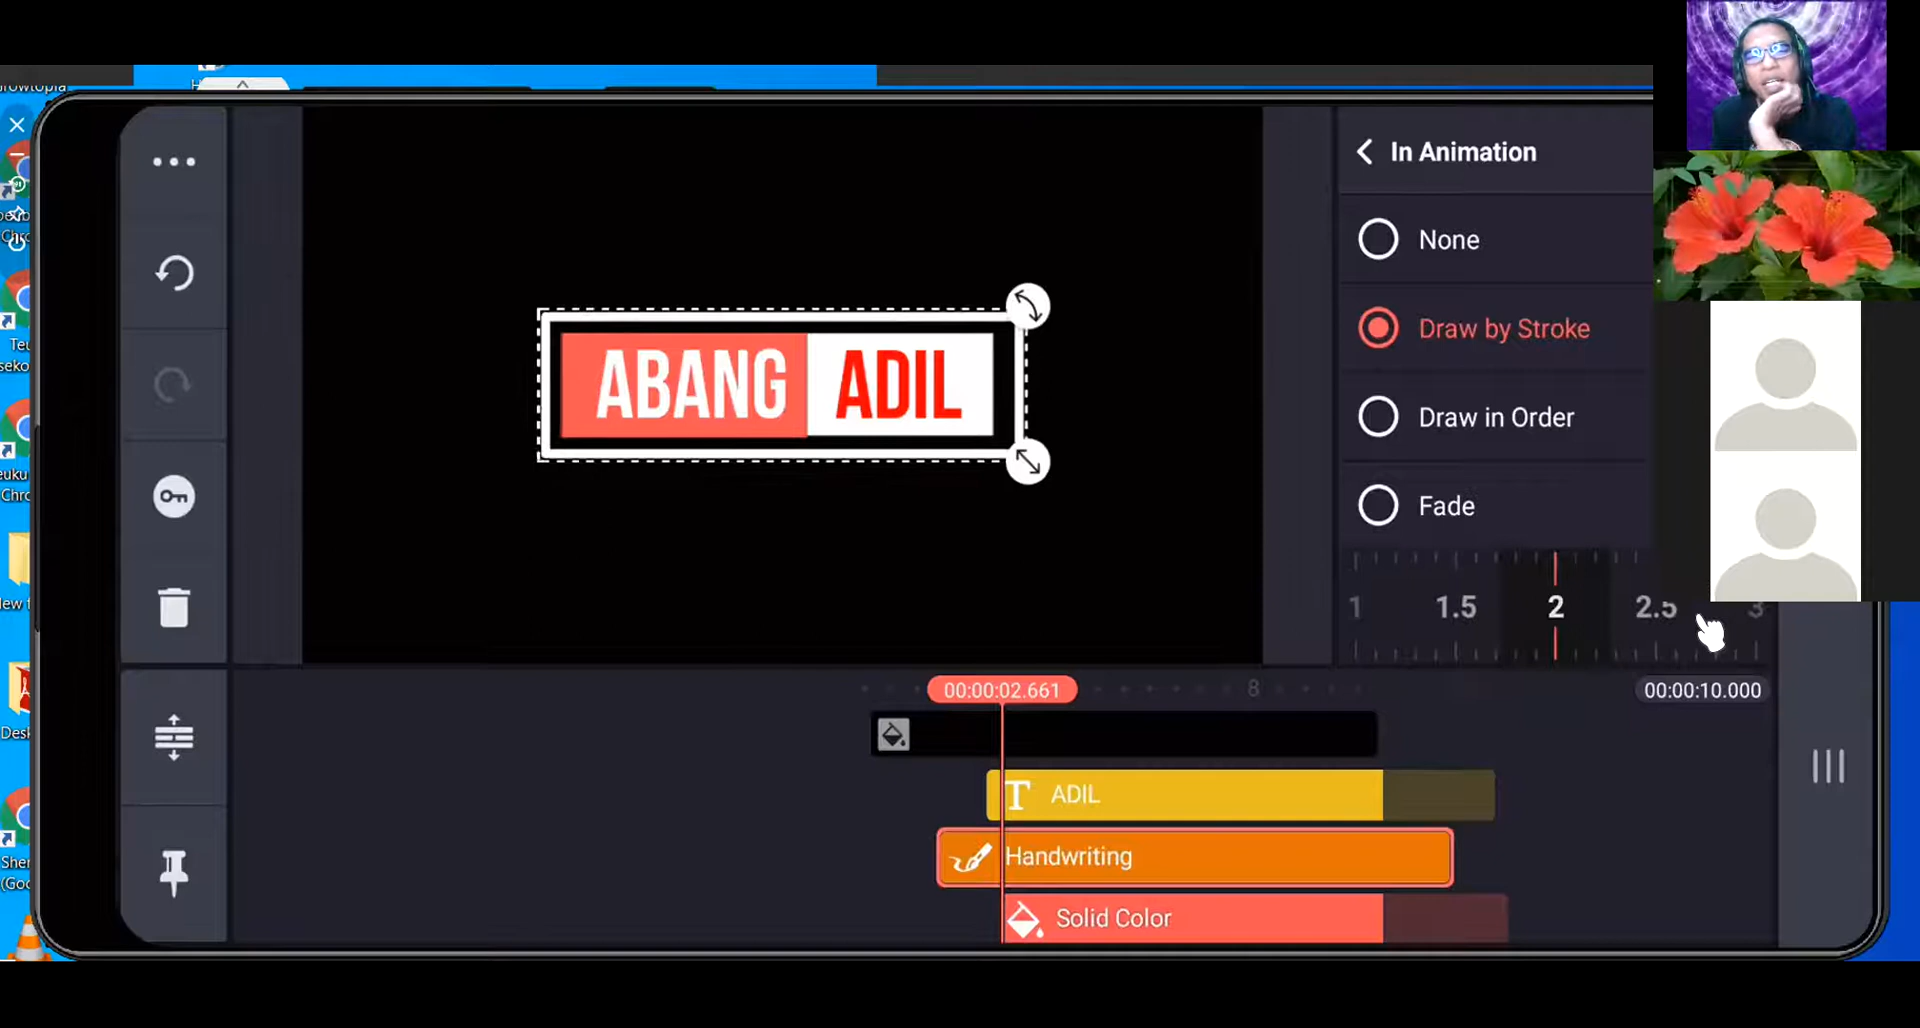 In Animation
None
Draw by Stroke
Draw in Order
Fade
ABANG ADIL
1 1.5 2 2.5 3
00:00:02.661
8
00:00:10.000
ADIL
Handwriting
Solid Color